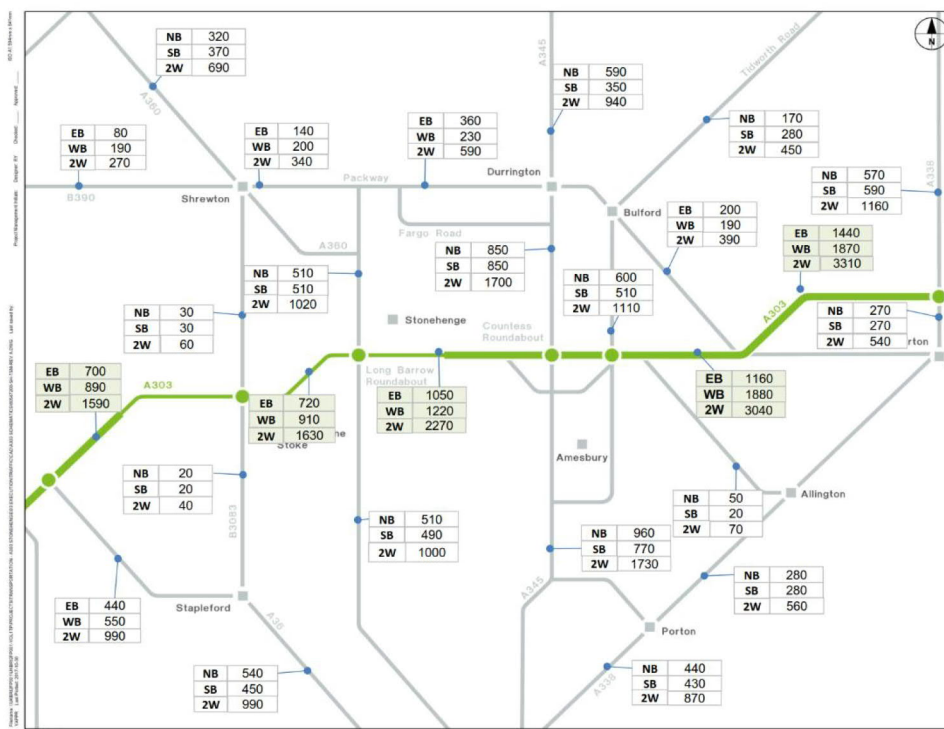 NB 320
SB 370
2W 690
A360
A345
Tidworth Road
NB 590
SB 350
2W 940
NB 170
SB 280
2W 450
EB 80
WB 190
2W 270
EB 140
WB 200
2W 340
EB 360
WB 230
2W 590
NB 570
SB 590
2W 1160
A338
B390
Shrewton
Packway
Durrington
Bulford
Fargo Road
A360
EB 200
WB 190
2W 390
EB 1440
WB 1870
2W 3310
NB 510
SB 510
2W 1020
NB 850
SB 850
2W 1700
NB 600
SB 510
2W 1110
A303
NB 30
SB 30
2W 60
Stonehenge
Countess
Roundabout
NB 270
SB 270
2W 540
erton
EB 700
WB 890
2W 1590
A303
EB 720
WB 910
2W 1630
Stoke
Long Barrow
Roundabout
EB 1050
WB 1220
2W 2270
EB 1160
WB 1880
2W 3040
Amesbury
NB 20
SB 20
2W 40
B3083
NB 510
SB 490
2W 1000
NB 960
SB 770
2W 1730
NB 50
SB 20
2W 70
Allington
EB 440
WB 550
2W 990
Stapleford
A36
A345
NB 280
SB 280
2W 560
Porton
NB 540
SB 450
2W 990
A338
NB 440
SB 430
2W 870
N